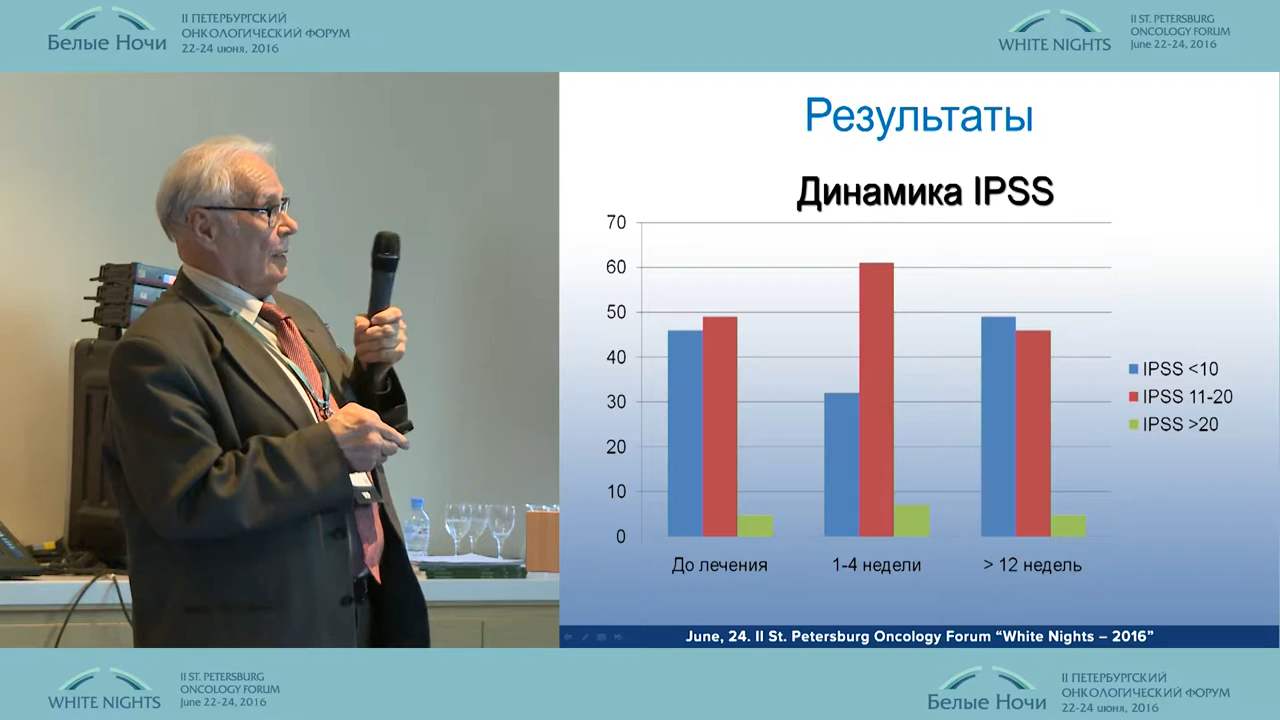 Белые Ночи
II ПЕТЕРБУРГСКИЙ
ОНКОЛОГИЧЕСКИЙ ФОРУМ
22-24 июня, 2016
WHITE NIGHTS
II ST. PETERSBURG
ONCOLOGY FORUM
June 22-24, 2016
Результаты
Динамика IPSS
70
60
50
40
30
20
10
0
До лечения
1-4 недели
> 12 недель
IPSS <10
IPSS 11-20
IPSS >20
June, 24. II St. Petersburg Oncology Forum “White Nights – 2016”
WHITE NIGHTS
II ST. PETERSBURG
ONCOLOGY FORUM
June 22-24, 2016
Белые Ночи
II ПЕТЕРБУРГСКИЙ
ОНКОЛОГИЧЕСКИЙ ФОРУМ
22-24 июня, 2016